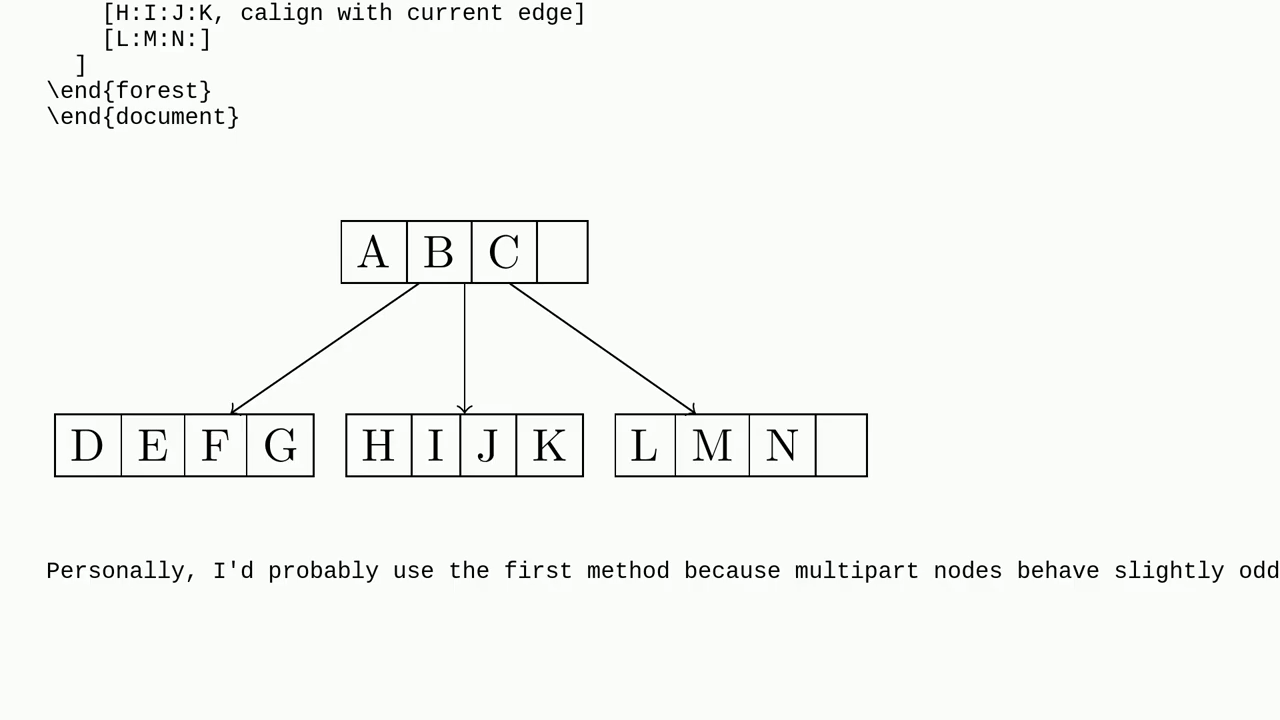 [H:I:J:K, calign with current edge]
[L:M:N:]
]
\end{forest}
\end{document}
A B C
D E F G H I J K L M N
Personally, I'd probably use the first method because multipart nodes behave slightly odd